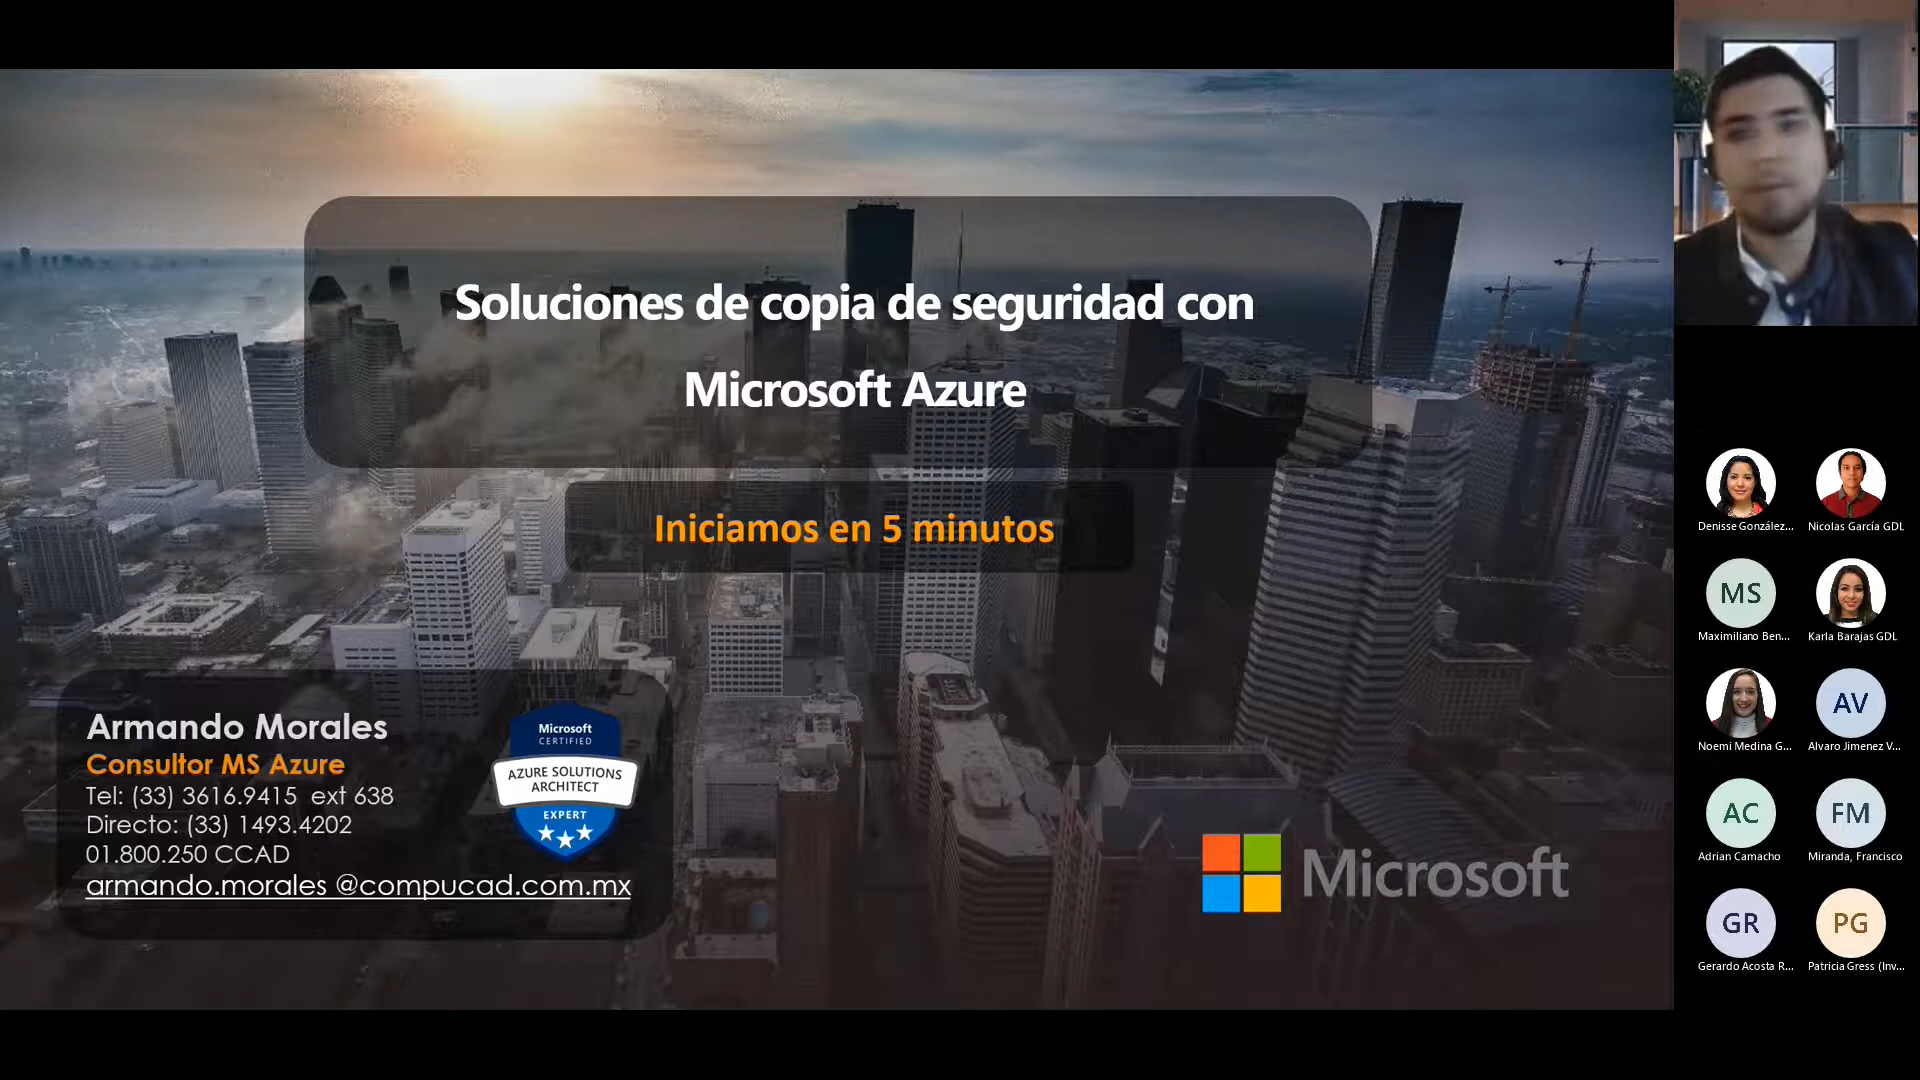 Soluciones de copia de seguridad con
Microsoft Azure
Iniciamos en 5 minutos
Armando Morales
Consultor MS Azure
Tel: (33) 3616.9415 ext 638
Directo: (33) 1493.4202
01.800.250 CCAD
armando.morales @compucad.com.mx
Microsoft
CERTIFIED
AZURE SOLUTIONS
ARCHITECT
EXPERT
Microsoft
Denisse González...
Nicolas García GDL
MS
Maximiliano Ben...
Karla Barajas GDL
Noemi Medina G...
AV
Alvaro Jimenez V...
AC
Adrian Camacho
FM
Miranda, Francisco
GR
Gerardo Acosta R...
PG
Patricia Gress (Inv...